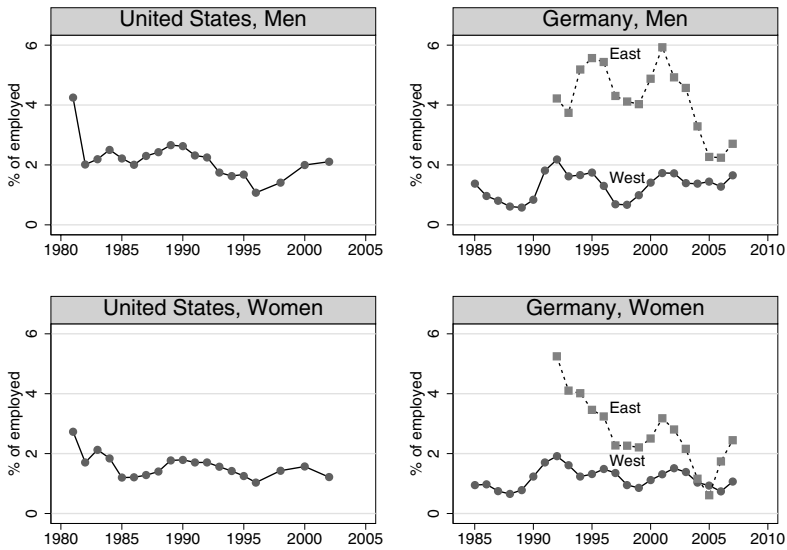 United States, Men
% of employed
6
4
2
0
1980 1985 1990 1995 2000 2005
Germany, Men
% of employed
6
4
2
0
East
West
1985 1990 1995 2000 2005 2010
United States, Women
% of employed
6
4
2
0
1980 1985 1990 1995 2000 2005
Germany, Women
% of employed
6
4
2
0
East
West
1985 1990 1995 2000 2005 2010